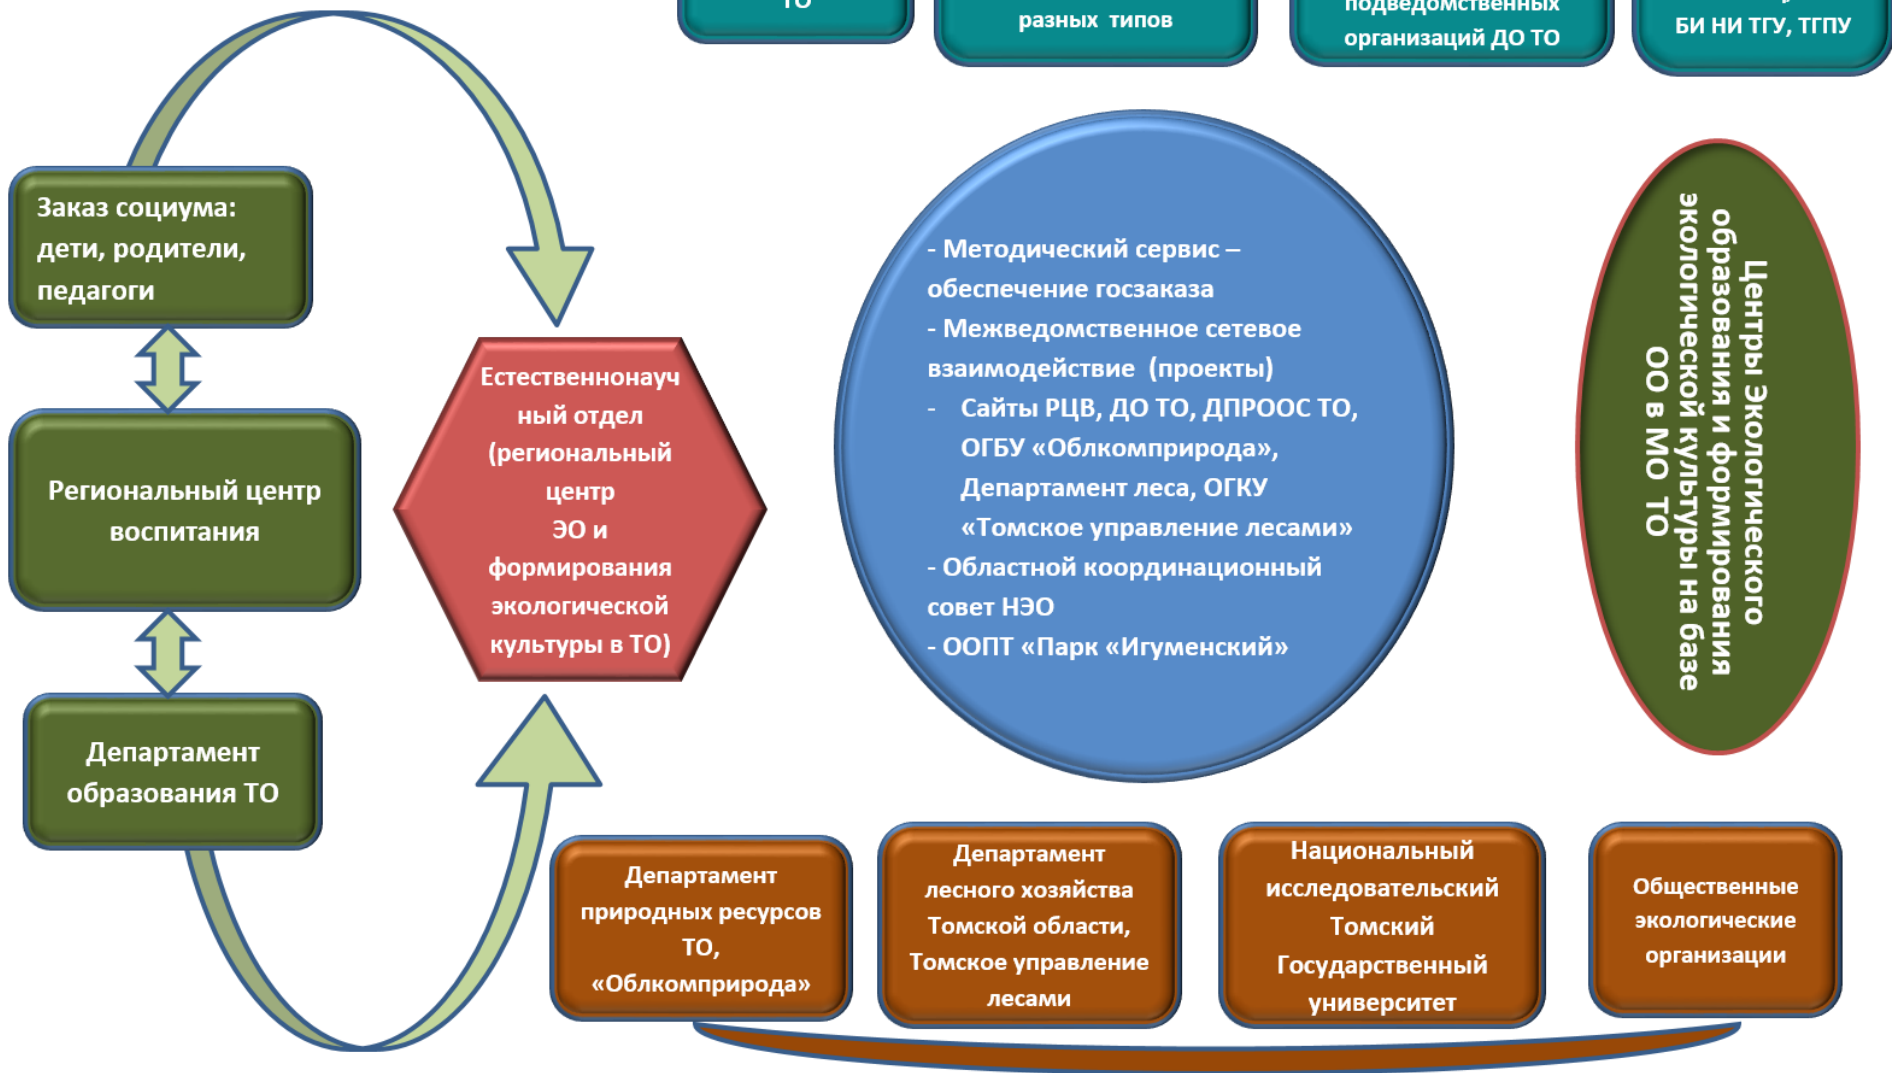 ТО
разных типов
подведомственных
организаций ДО ТО
БИ НИ ТГУ, ТГПУ
Заказ социума:
дети, родители,
педагоги
Региональный центр
воспитания
Департамент
образования ТО
Естественнонауч
ный отдел
(региональный
центр
ЭО и
формирования
экологической
культуры в ТО)
- Методический сервис –
обеспечение госзаказа
- Межведомственное сетевое
взаимодействие (проекты)
- Сайты РЦВ, ДО ТО, ДПРООС ТО,
ОГБУ «Облкомприрода»,
Департамент леса, ОГКУ
«Томское управление лесами»
- Областной координационный
совет НЭО
- ООПТ «Парк «Игуменский»
Центры Экологического
образования и формирования
экологической культуры на базе
ОО в МО ТО
Департамент
природных ресурсов
ТО,
«Облкомприрода»
Департамент
лесного хозяйства
Томской области,
Томское управление
лесами
Национальный
исследовательский
Томский
Государственный
университет
Общественные
экологические
организации